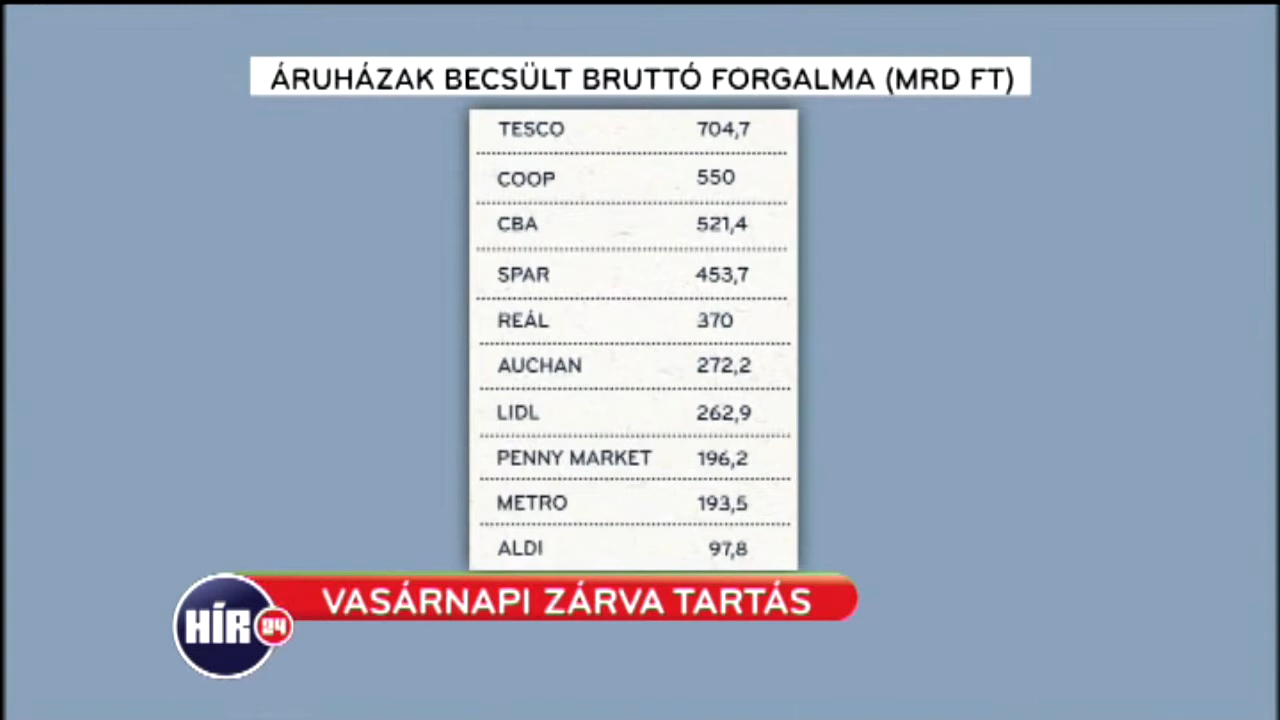 ÁRUHÁZAK BECSÜLT BRUTTÓ FORGALMA (MRD FT)
TESCO 704,7
COOP 550
CBA 521,4
SPAR 453,7
REÁL 370
AUCHAN 272,2
LIDL 262,9
PENNY MARKET 196,2
METRO 193,5
ALDI 97,8
VASÁRNAPI ZÁRVA TARTÁS
HÍR 24